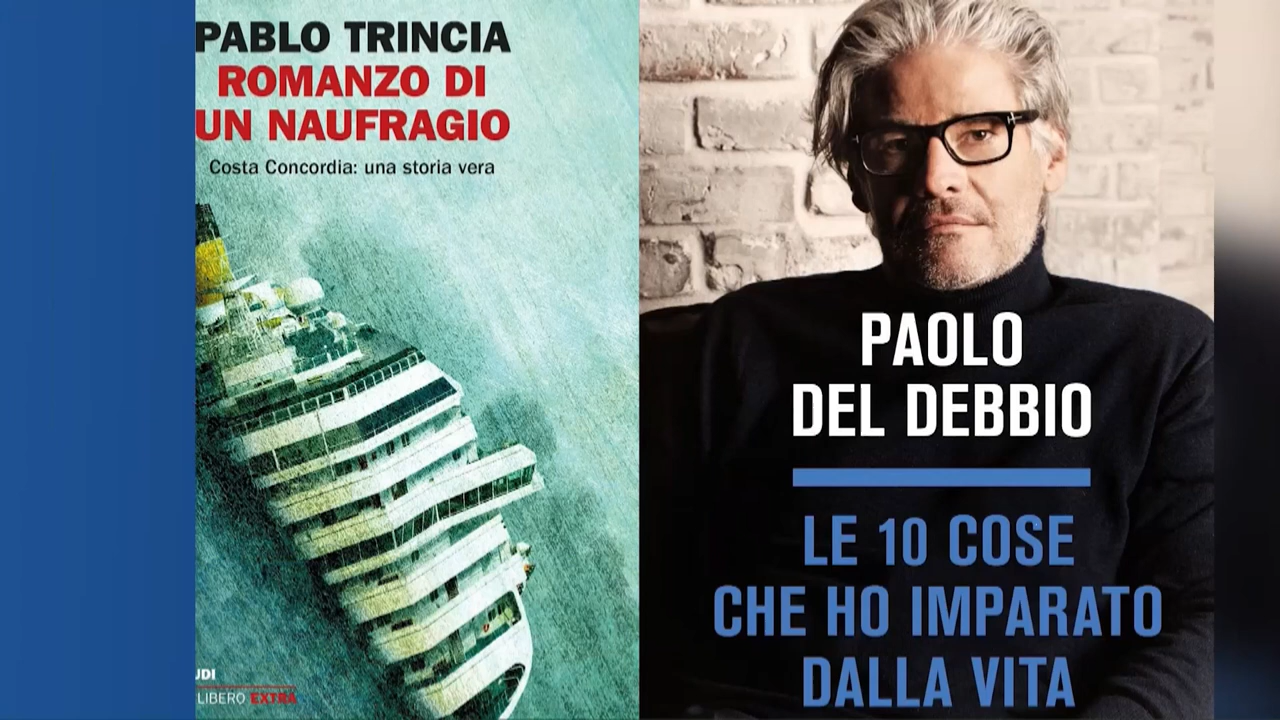 PABLO TRINCIA
ROMANZO DI
UN NAUFRAGIO
Costa Concordia: una storia vera
UDI
LIBERO EXTRA
PAOLO
DEL DEBBIO
LE 10 COSE
CHE HO IMPARATO
DALLA VITA